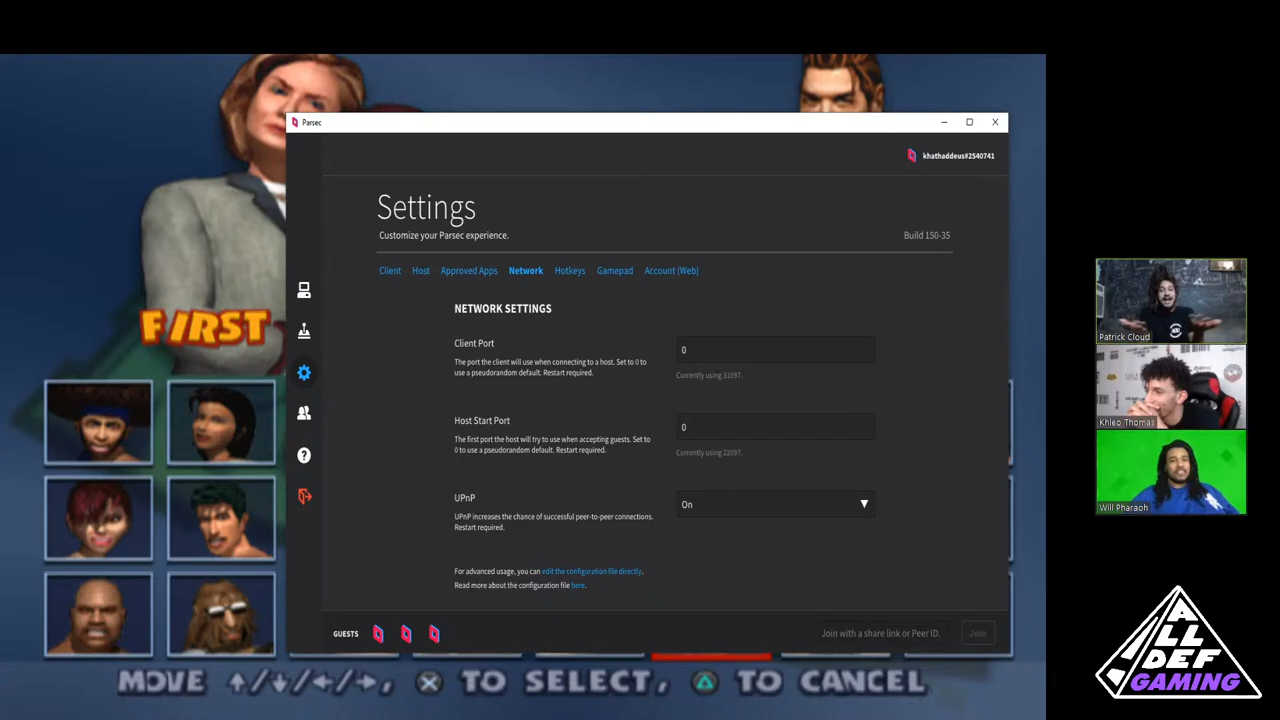 Parsec
khathaddeus#2540741
Settings
Customize your Parsec experience.
Build 150-35
Client Host Approved Apps Network Hotkeys Gamepad Account (Web)
NETWORK SETTINGS
Client Port
The port the client will use when connecting to a host. Set to 0 to
use a pseudorandom default. Restart required.
0
Currently using 31097.
Host Start Port
The first port the host will try to use when accepting guests. Set to
0 to use a pseudorandom default. Restart required.
0
Currently using 22097.
UPnP
UPnP increases the chance of successful peer-to-peer connections.
Restart required.
On
For advanced usage, you can edit the configuration file directly.
Read more about the configuration file here.
GUESTS
Join with a share link or Peer ID.
Join
FIRST
MOVE ↑/↓/←/→, TO SELECT, TO CANCEL
Patrick Cloud
Khleo Thomas
Will Pharaoh
ALL
DEF
GAMING